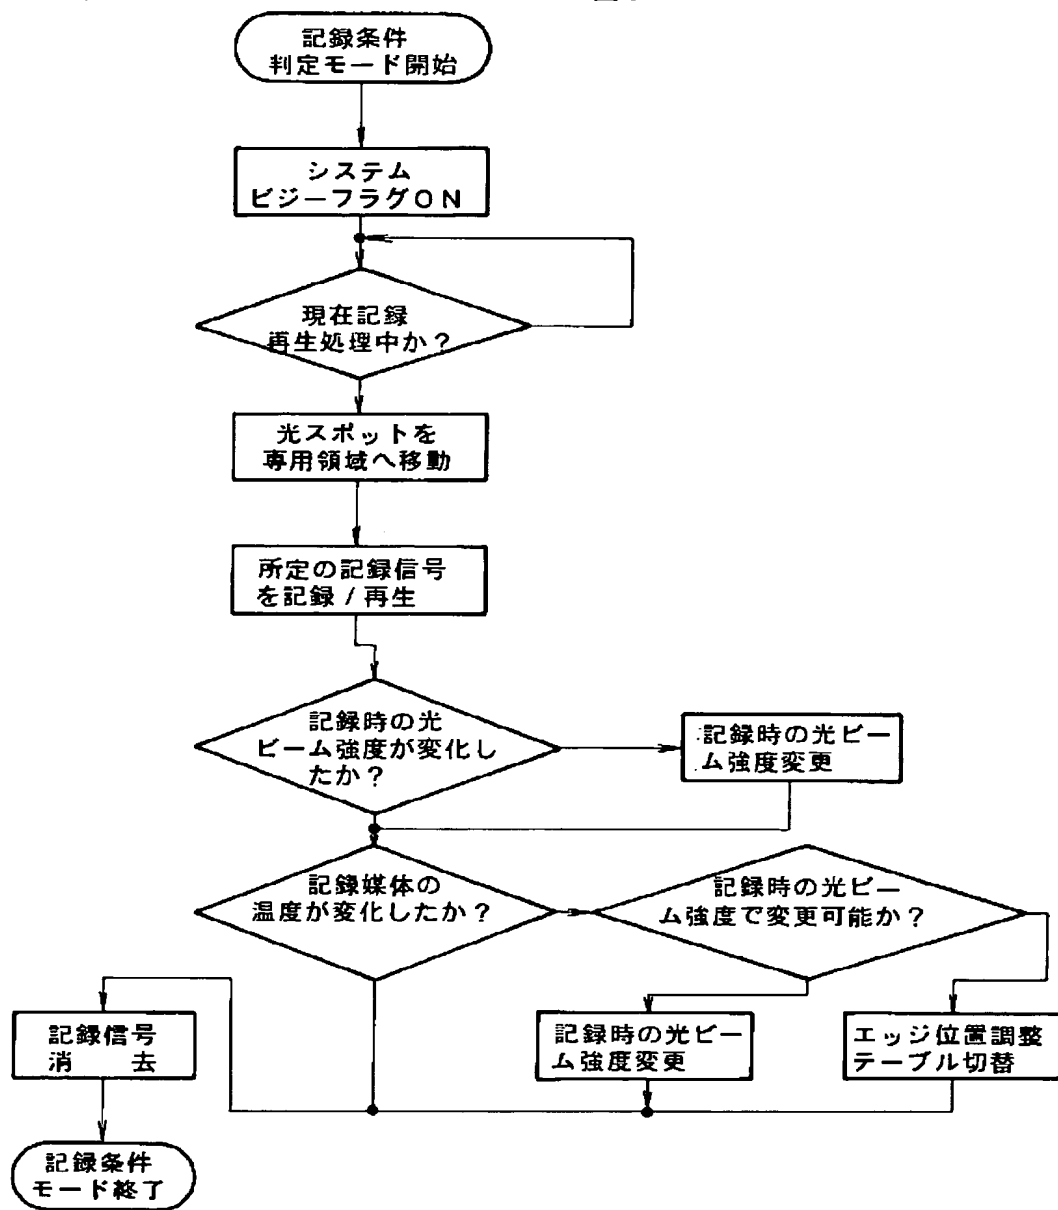 記録条件
判定モード開始
システム
ビジーフラグON
現在記録
再生処理中か?
光スポットを
専用領域へ移動
所定の記録信号
を記録/再生
記録時の光
ビーム強度が変化し
たか?
記録時の光ビー
ム強度変更
記録媒体の
温度が変化したか?
記録時の光ビー
ム強度で変更可能か?
記録信号
消 去
記録時の光ビー
ム強度変更
エッジ位置調整
テーブル切替
記録条件
モード終了